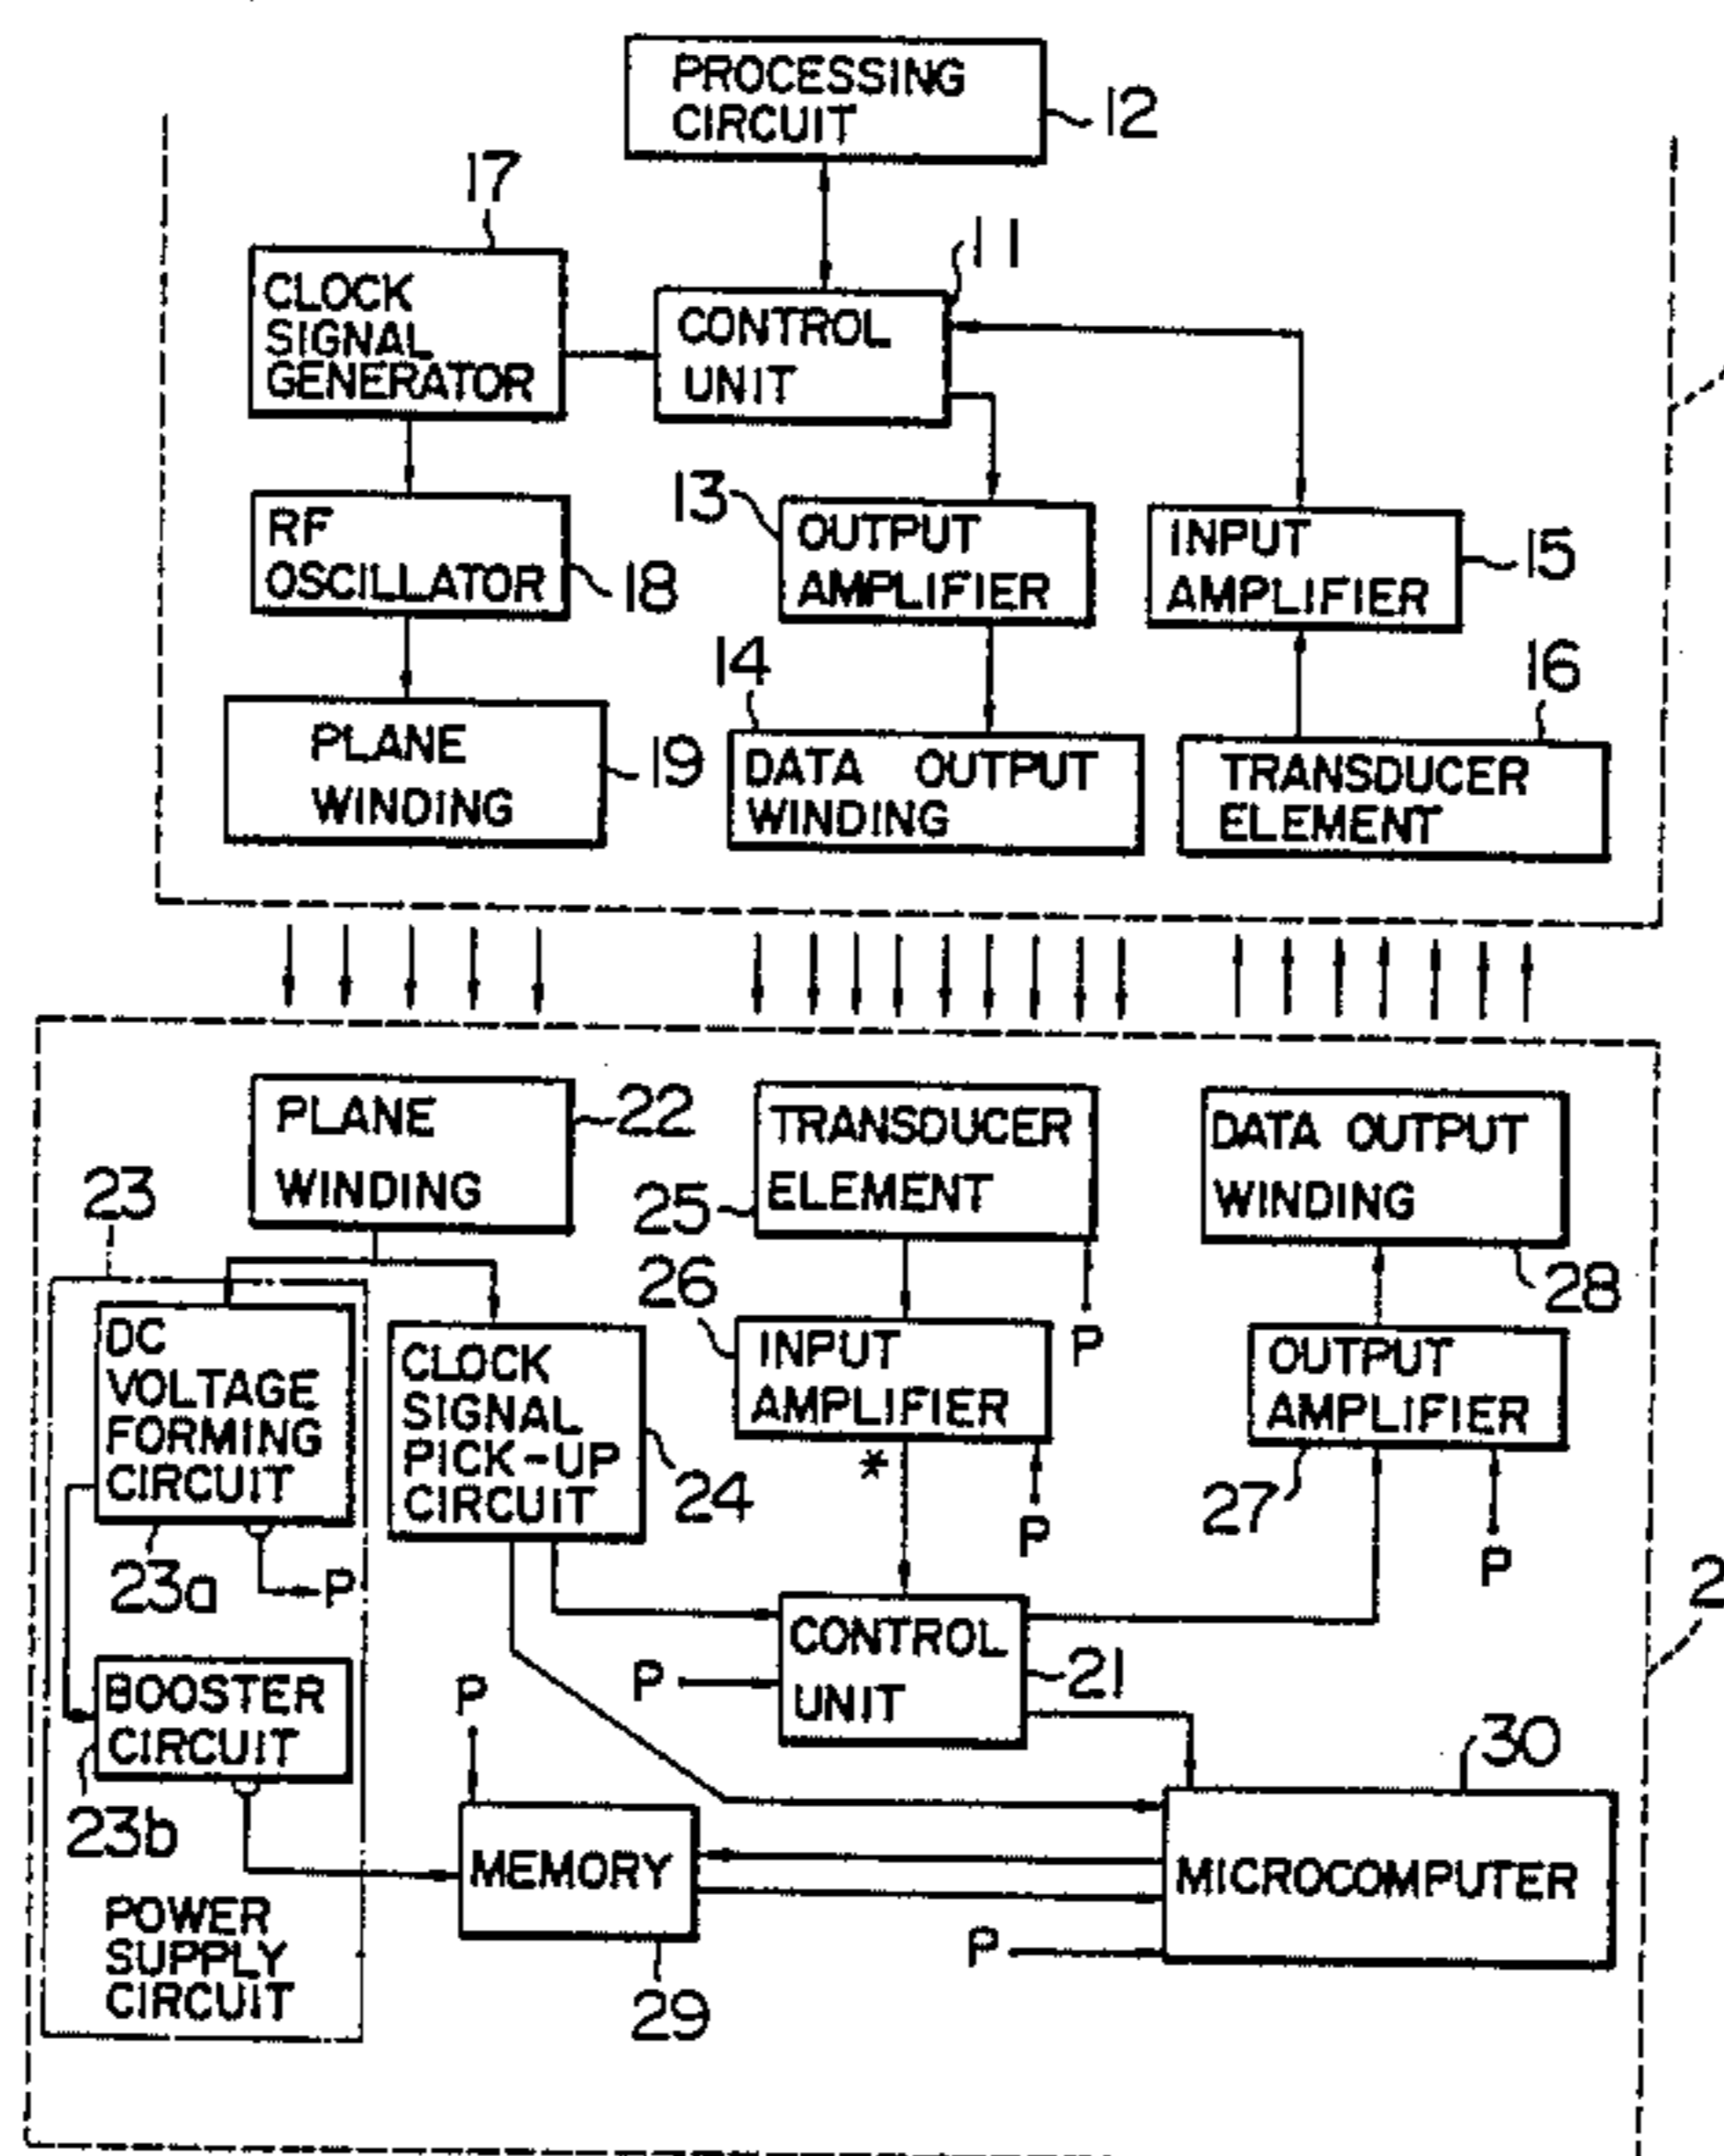 PROCESSING
CIRCUIT
12
17
11
CLOCK
SIGNAL
GENERATOR
CONTROL
UNIT
13
RF
OSCILLATOR
18
OUTPUT
AMPLIFIER
INPUT
AMPLIFIER
15
14
16
PLANE
WINDING
19
DATA OUTPUT
WINDING
TRANSDUCER
ELEMENT
PLANE
WINDING
22
TRANSDUCER
ELEMENT
25
DATA OUTPUT
WINDING
28
23
26
P
DC
VOLTAGE
FORMING
CIRCUIT
23a
P
CLOCK
SIGNAL
PICK-UP
CIRCUIT
24
INPUT
AMPLIFIER
*
P
OUTPUT
AMPLIFIER
27
P
2
CONTROL
UNIT
21
P
BOOSTER
CIRCUIT
23b
P
30
MEMORY
29
MICROCOMPUTER
P
POWER
SUPPLY
CIRCUIT